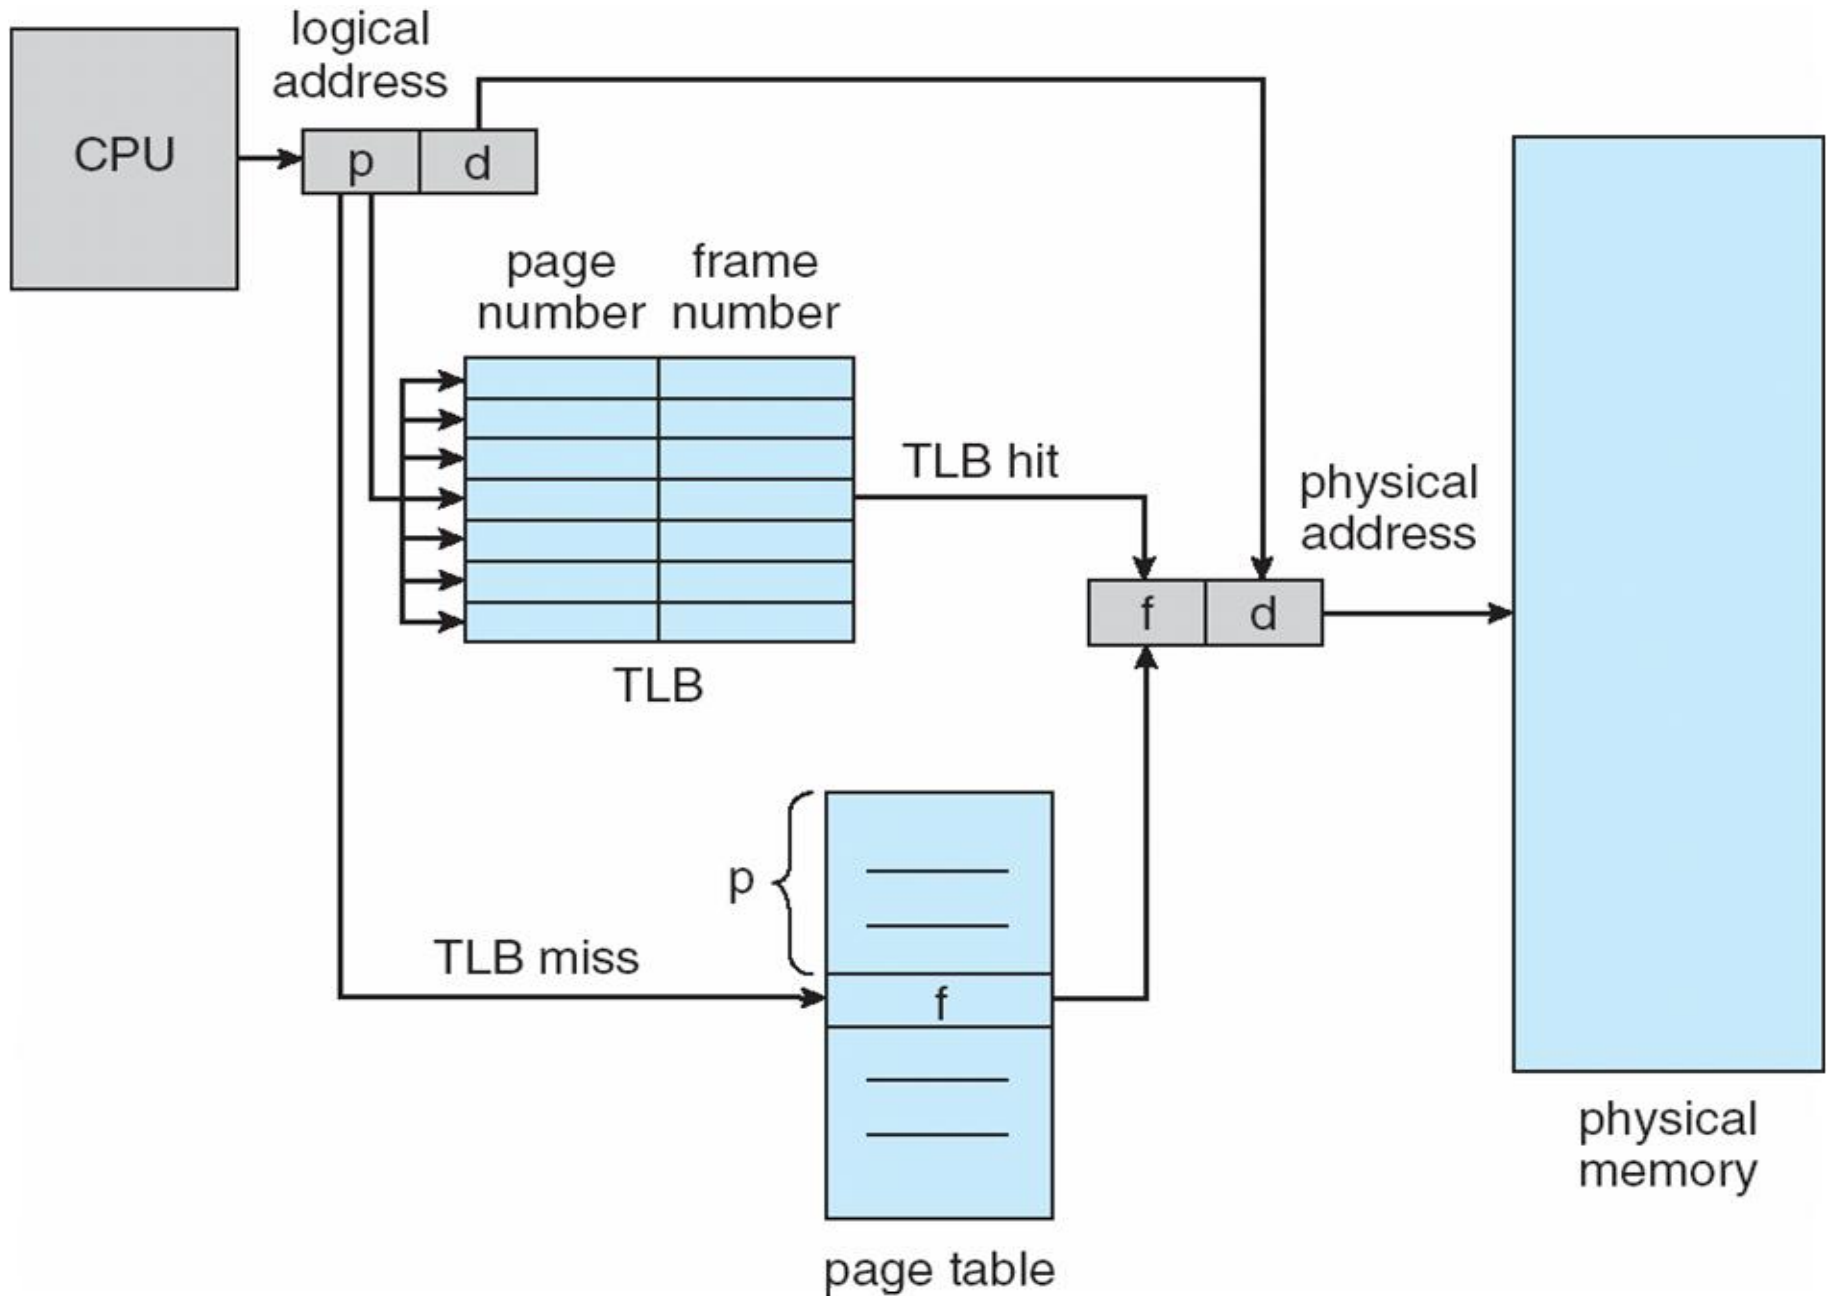 logical
address
CPU
p
d
page
number
frame
number
TLB hit
physical
address
f
d
TLB
p
TLB miss
f
physical
memory
page table